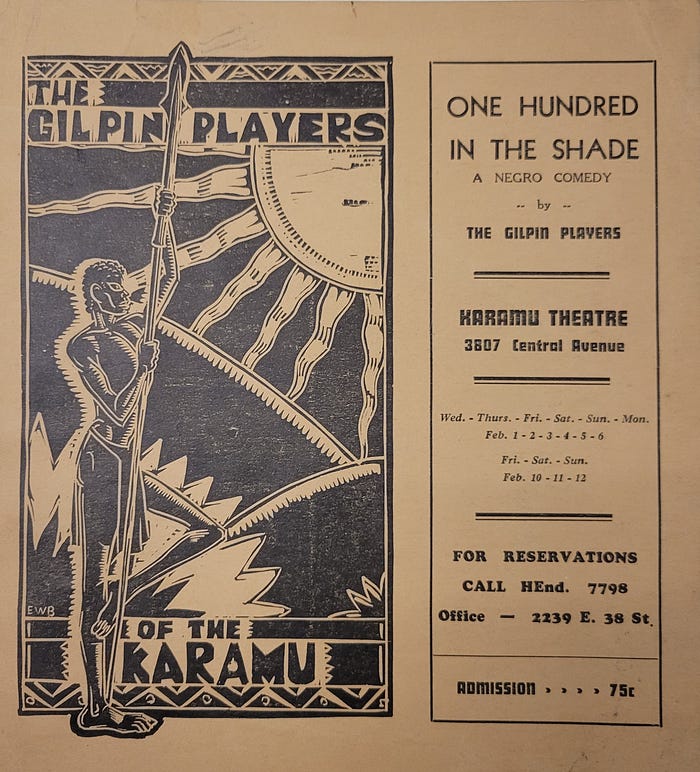 THE
GILPIN PLAYERS
EWB
OF THE
KARAMU
ONE HUNDRED
IN THE SHADE
A NEGRO COMEDY
-- by --
THE GILPIN PLAYERS
KARAMU THEATRE
3807 Central Avenue
Wed. - Thurs. - Fri. - Sat. - Sun. - Mon.
Feb. 1 - 2 - 3 - 4 - 5 - 6
Fri. - Sat. - Sun.
Feb. 10 - 11 - 12
FOR RESERVATIONS
CALL HEnd. 7798
Office — 2239 E. 38 St.
ADMISSION > > > > 75c